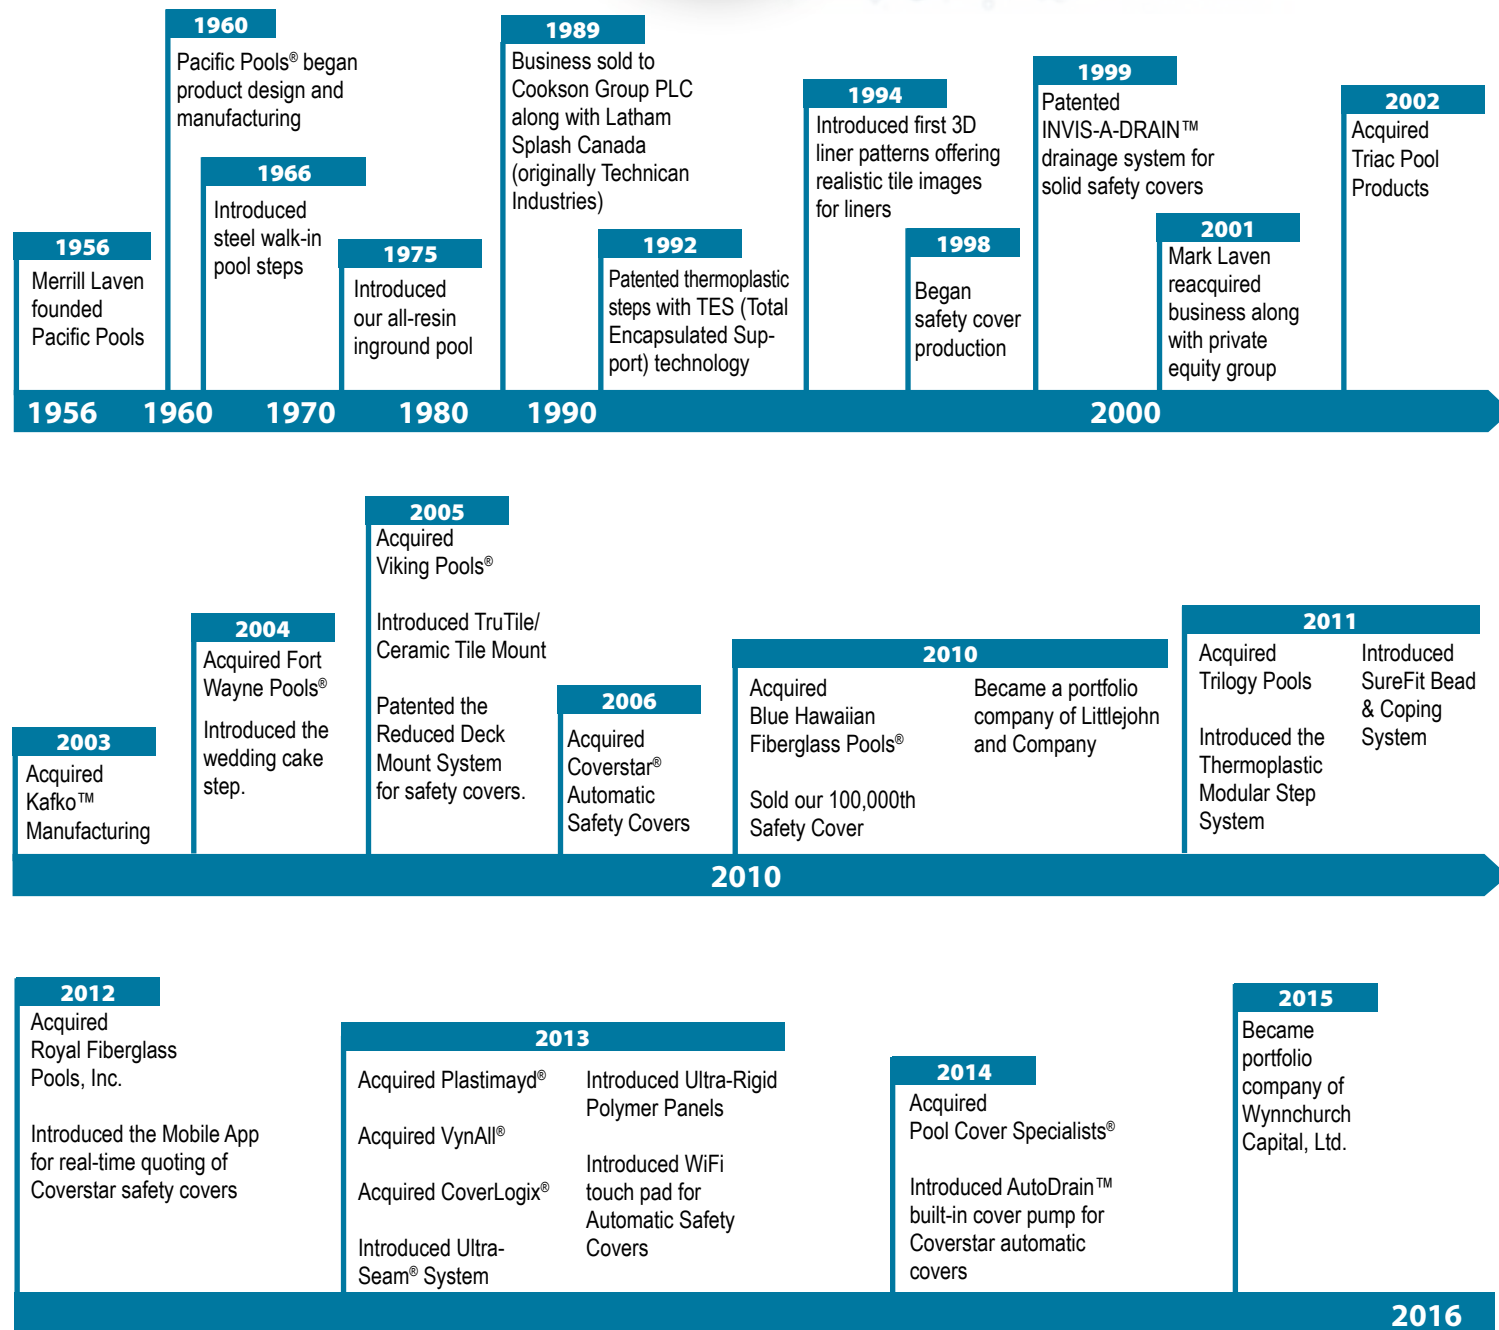 1960
Pacific Pools® began
product design and
manufacturing
1989
Business sold to
Cookson Group PLC
along with Latham
Splash Canada
(originally Technican
Industries)
1994
Introduced first 3D
liner patterns offering
realistic tile images
for liners
1999
Patented
INVIS-A-DRAIN™
drainage system for
solid safety covers
2002
Acquired
Triac Pool
Products
1966
Introduced
steel walk-in
pool steps
1956
Merrill Laven
founded
Pacific Pools
1975
Introduced
our all-resin
inground pool
1992
Patented thermoplastic
steps with TES (Total
Encapsulated Sup-
port) technology
1998
Began
safety cover
production
2001
Mark Laven
reacquired
business along
with private
equity group
1956 1960 1970 1980 1990 2000
2003
Acquired
Kafko™
Manufacturing
2004
Acquired Fort
Wayne Pools®
Introduced the
wedding cake
step.
2005
Acquired
Viking Pools®
Introduced TruTile/
Ceramic Tile Mount
Patented the
Reduced Deck
Mount System
for safety covers.
2006
Acquired
Coverstar®
Automatic
Safety Covers
2010
Acquired
Blue Hawaiian
Fiberglass Pools®
Sold our 100,000th
Safety Cover
Became a portfolio
company of Littlejohn
and Company
2011
Acquired
Trilogy Pools
Introduced the
Thermoplastic
Modular Step
System
Introduced
SureFit Bead
& Coping
System
2010
2012
Acquired
Royal Fiberglass
Pools, Inc.
Introduced the Mobile App
for real-time quoting of
Coverstar safety covers
2013
Acquired Plastimayd®
Acquired VynAll®
Acquired CoverLogix®
Introduced Ultra-
Seam® System
Introduced Ultra-Rigid
Polymer Panels
Introduced WiFi
touch pad for
Automatic Safety
Covers
2014
Acquired
Pool Cover Specialists®
Introduced AutoDrain™
built-in cover pump for
Coverstar automatic
covers
2015
Became
portfolio
company of
Wynnchurch
Capital, Ltd.
2016